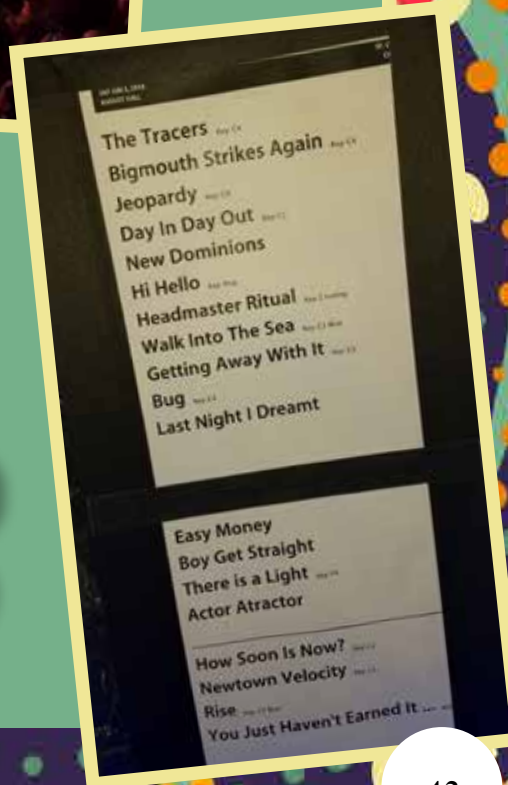 The Tracers
Bigmouth Strikes Again
Jeopardy
Day In Day Out
New Dominions
Hi Hello
Headmaster Ritual
Walk Into The Sea
Getting Away With It
Bug
Last Night I Dreamt
Easy Money
Boy Get Straight
There is a Light
Actor Atractor
How Soon Is Now?
Newtown Velocity
Rise
You Just Haven't Earned It ...